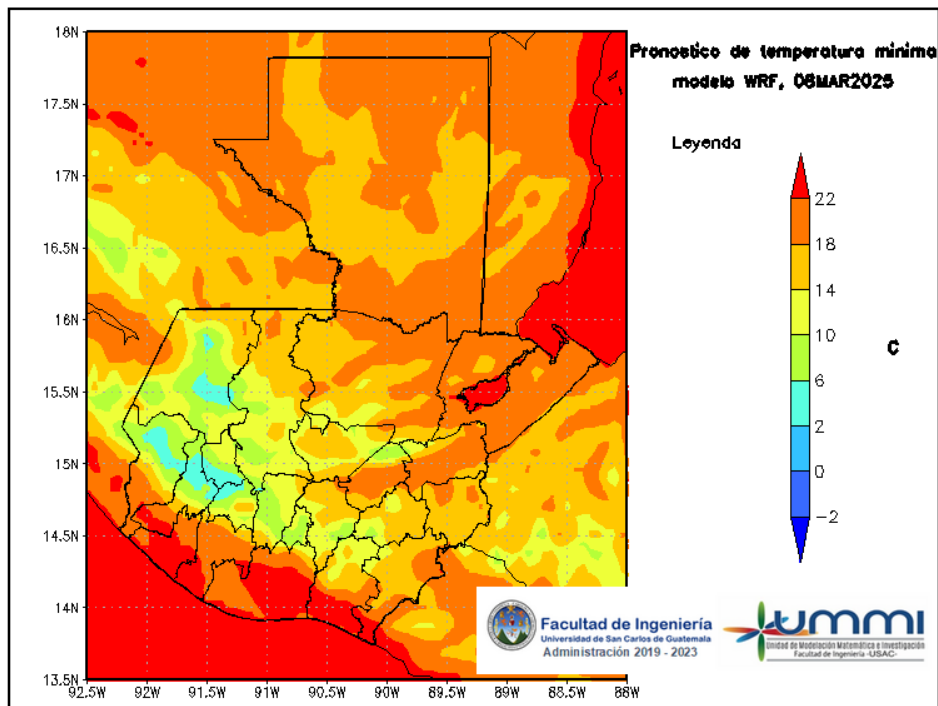 Pronostico de temperatura minima
modelo WRF, 08MAR2025
Leyenda
22
18
14
10
6
2
0
−2
C
18N
17.5N
17N
16.5N
16N
15.5N
15N
14.5N
14N
13.5N
92.5W 92W 91.5W 91W 90.5W 90W 89.5W 89W 88.5W 88W
Facultad de Ingeniería
Universidad de San Carlos de Guatemala
Administración 2019 - 2023
ummi
Unidad de Modelación Matemática e Investigación
Facultad de Ingeniería -USAC-